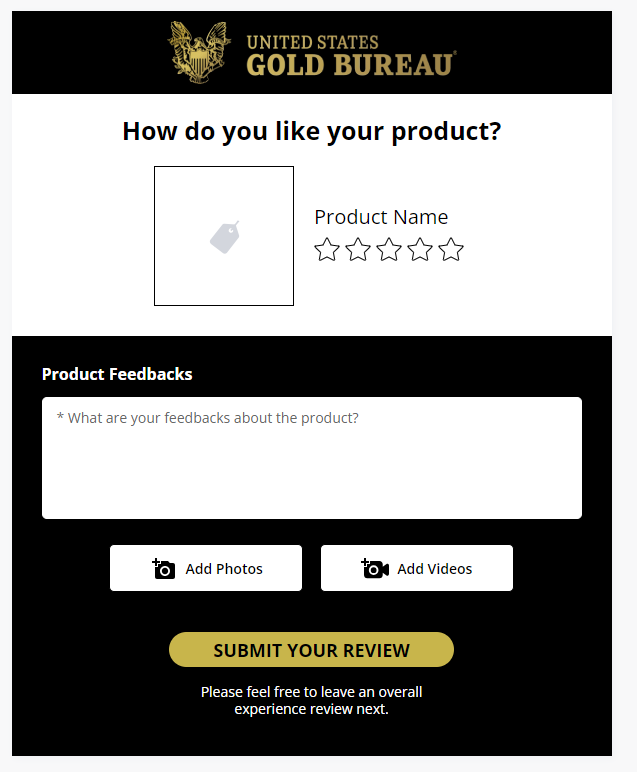 UNITED STATES
GOLD BUREAU®
How do you like your product?
Product Name
Product Feedbacks
* What are your feedbacks about the product?
Add Photos
Add Videos
SUBMIT YOUR REVIEW
Please feel free to leave an overall
experience review next.